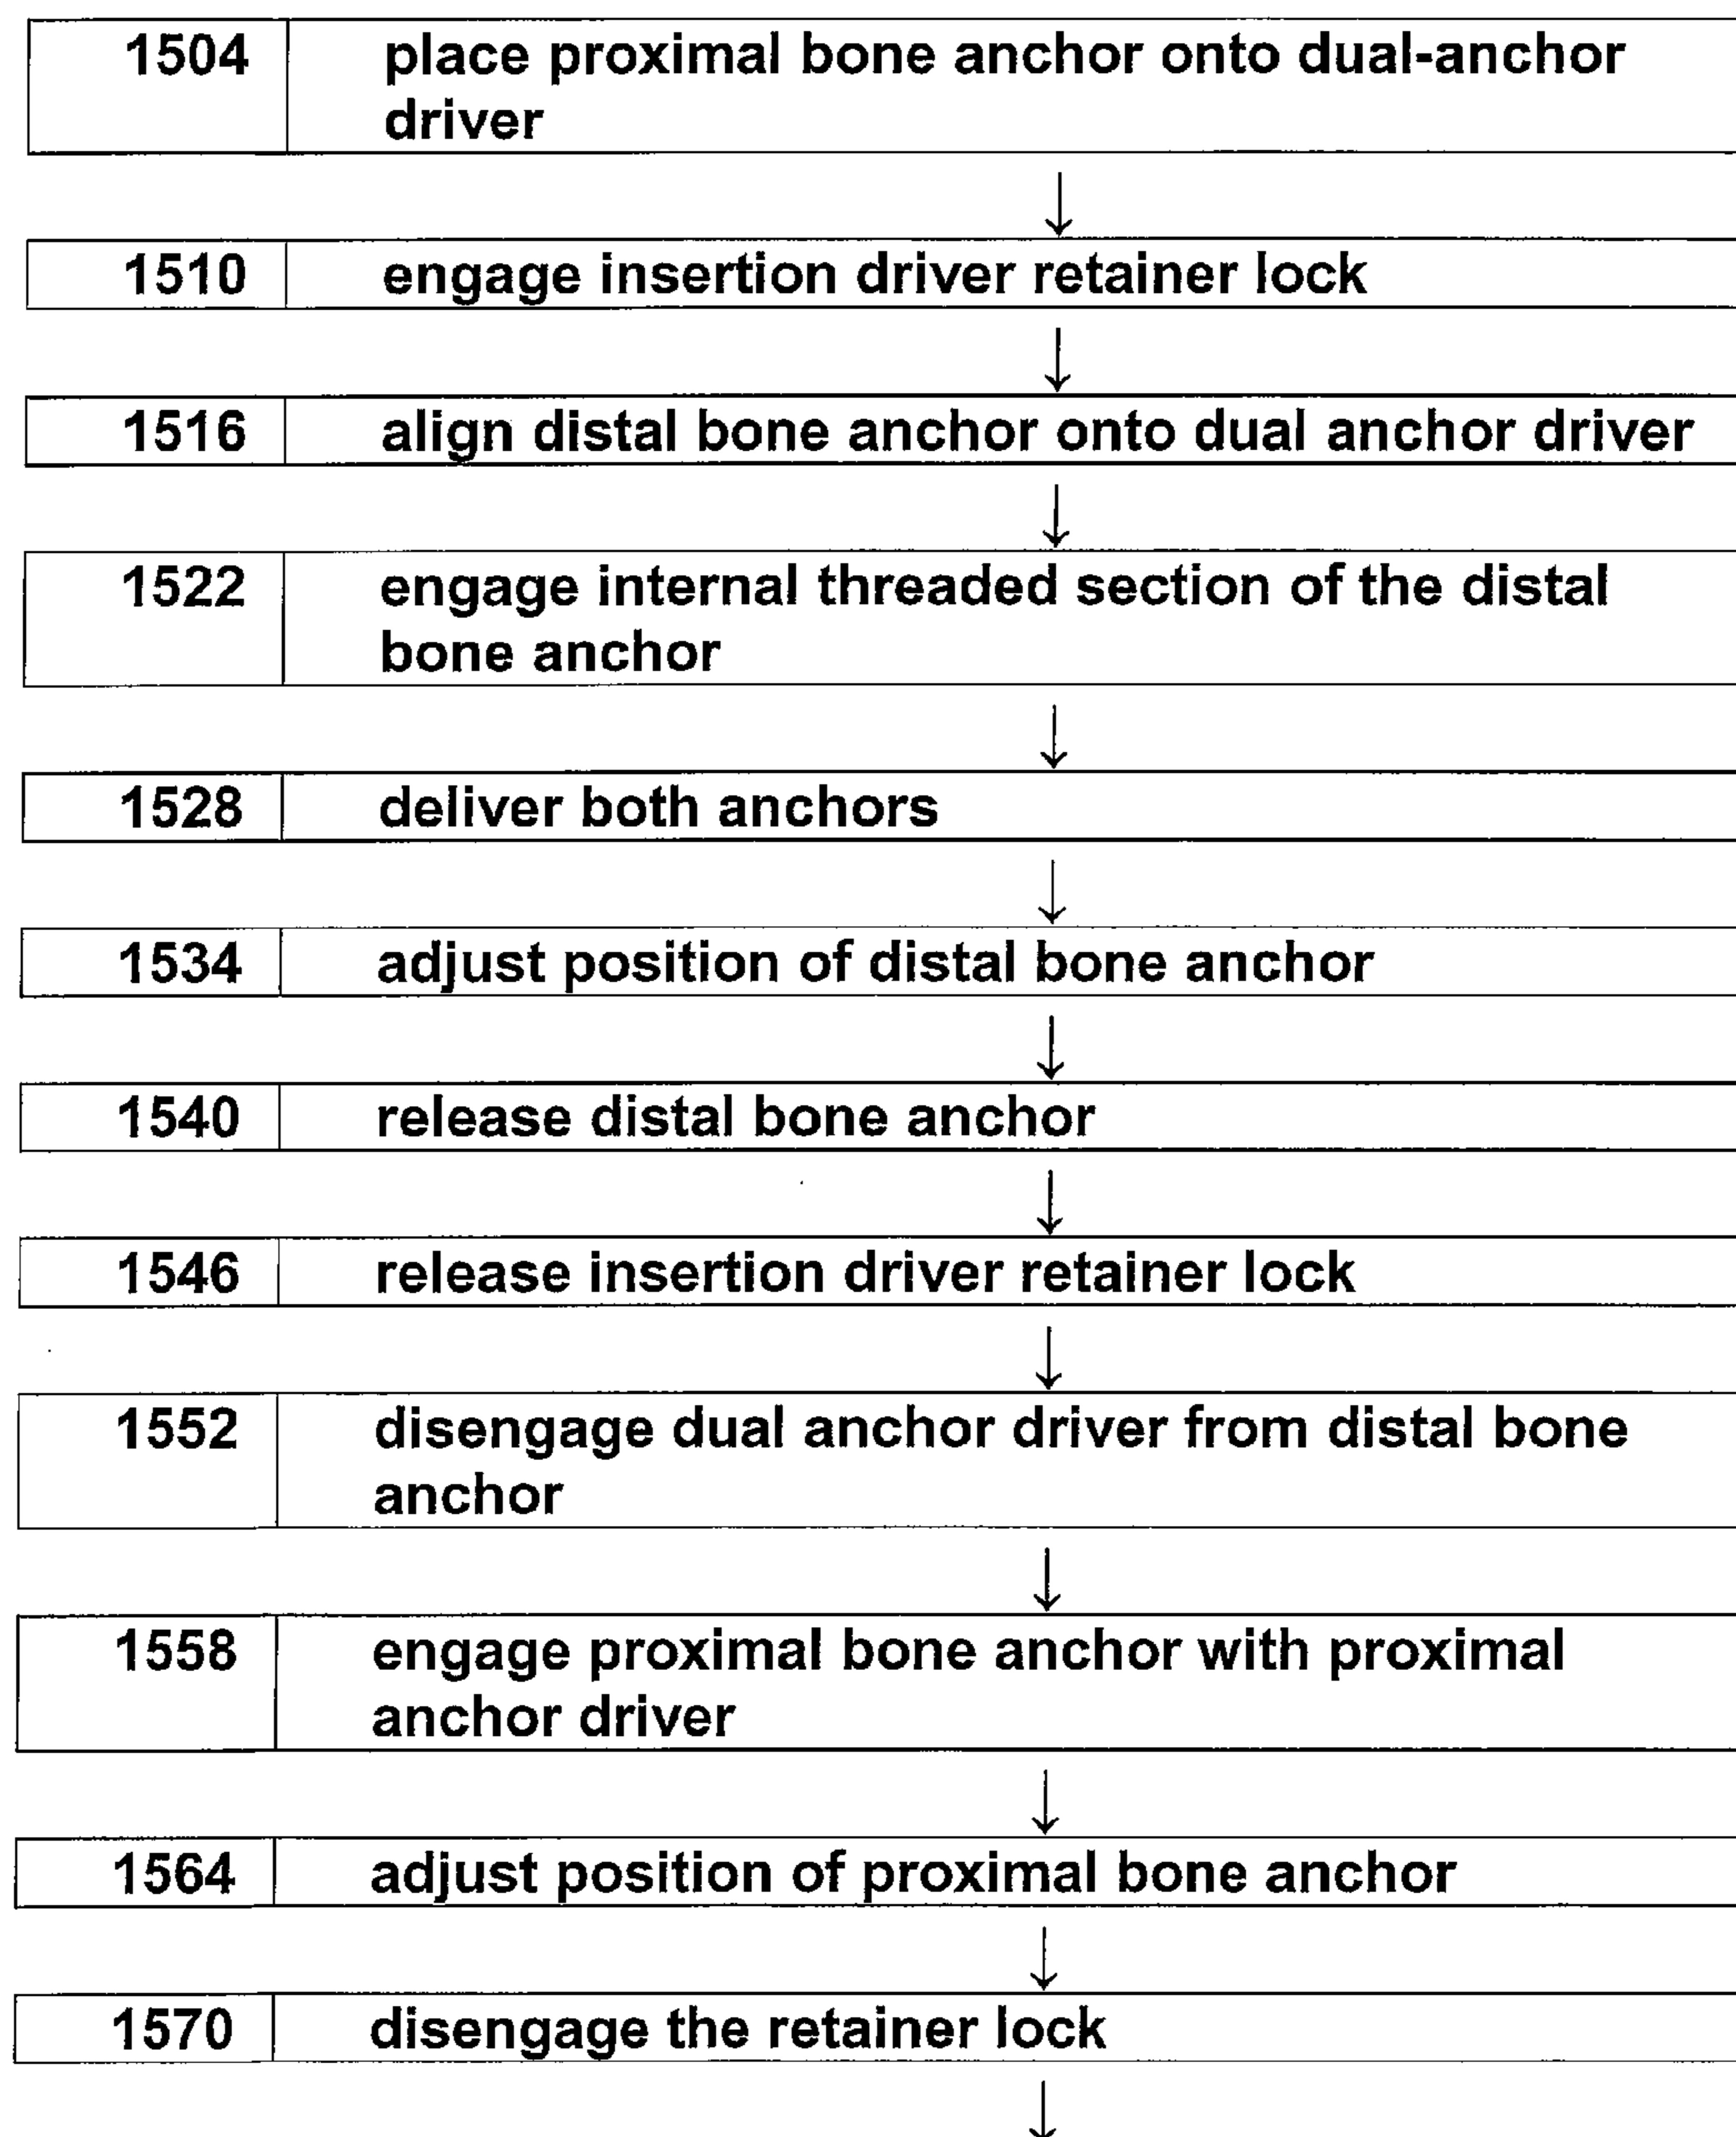 1504 place proximal bone anchor onto dual-anchor
driver
1510 engage insertion driver retainer lock
1516 align distal bone anchor onto dual anchor driver
1522 engage internal threaded section of the distal
bone anchor
1528 deliver both anchors
1534 adjust position of distal bone anchor
1540 release distal bone anchor
1546 release insertion driver retainer lock
1552 disengage dual anchor driver from distal bone
anchor
1558 engage proximal bone anchor with proximal
anchor driver
1564 adjust position of proximal bone anchor
1570 disengage the retainer lock